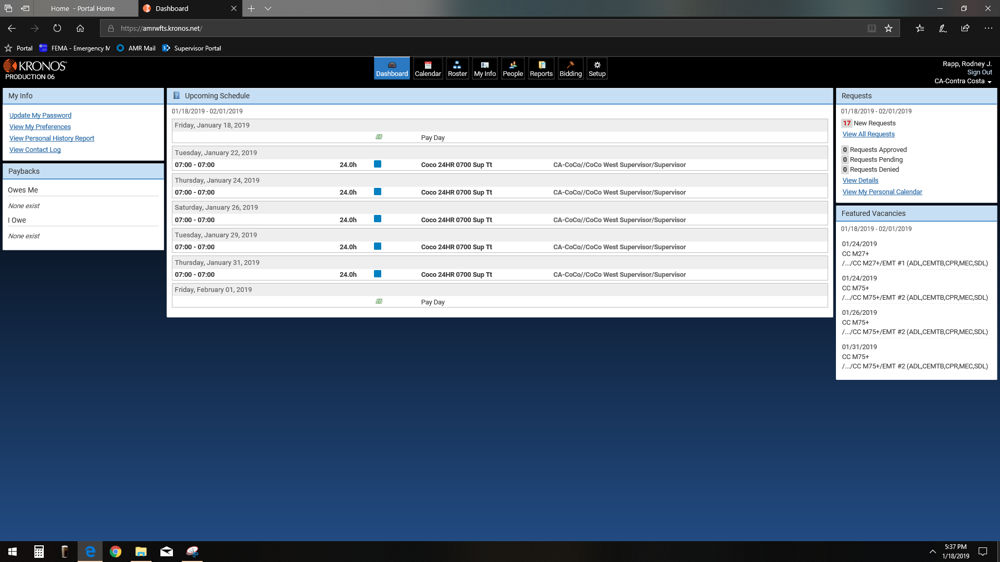 Home - Portal Home
Dashboard
https://amrwfts.kronos.net/
Portal
FEMA - Emergency M
AMR Mail
Supervisor Portal
KRONOS
PRODUCTION 06
Dashboard
Calendar
Roster
My Info
People
Reports
Bidding
Setup
Rapp, Rodney J.
Sign Out
CA-Contra Costa
My Info
Update My Password
View My Preferences
View Personal History Report
View Contact Log
Paybacks
Owes Me
None exist
I Owe
None exist
Upcoming Schedule
01/18/2019 - 02/01/2019
Friday, January 18, 2019
Pay Day
Tuesday, January 22, 2019
07:00 - 07:00 24.0h Coco 24HR 0700 Sup Tt CA-CoCo//CoCo West Supervisor/Supervisor
Thursday, January 24, 2019
07:00 - 07:00 24.0h Coco 24HR 0700 Sup Tt CA-CoCo//CoCo West Supervisor/Supervisor
Saturday, January 26, 2019
07:00 - 07:00 24.0h Coco 24HR 0700 Sup Tt CA-CoCo//CoCo West Supervisor/Supervisor
Tuesday, January 29, 2019
07:00 - 07:00 24.0h Coco 24HR 0700 Sup Tt CA-CoCo//CoCo West Supervisor/Supervisor
Thursday, January 31, 2019
07:00 - 07:00 24.0h Coco 24HR 0700 Sup Tt CA-CoCo//CoCo West Supervisor/Supervisor
Friday, February 01, 2019
Pay Day
Requests
01/18/2019 - 02/01/2019
17 New Requests
View All Requests
0 Requests Approved
0 Requests Pending
0 Requests Denied
View Details
View My Personal Calendar
Featured Vacancies
01/18/2019 - 02/01/2019
01/24/2019
CC M27+
/.../CC M27+/EMT #1 (ADL,CEMTB,CPR,MEC,SDL)
01/24/2019
CC M75+
/.../CC M75+/EMT #2 (ADL,CEMTB,CPR,MEC,SDL)
01/26/2019
CC M75+
/.../CC M75+/EMT #2 (ADL,CEMTB,CPR,MEC,SDL)
01/31/2019
CC M75+
/.../CC M75+/EMT #2 (ADL,CEMTB,CPR,MEC,SDL)
5:37 PM
1/18/2019